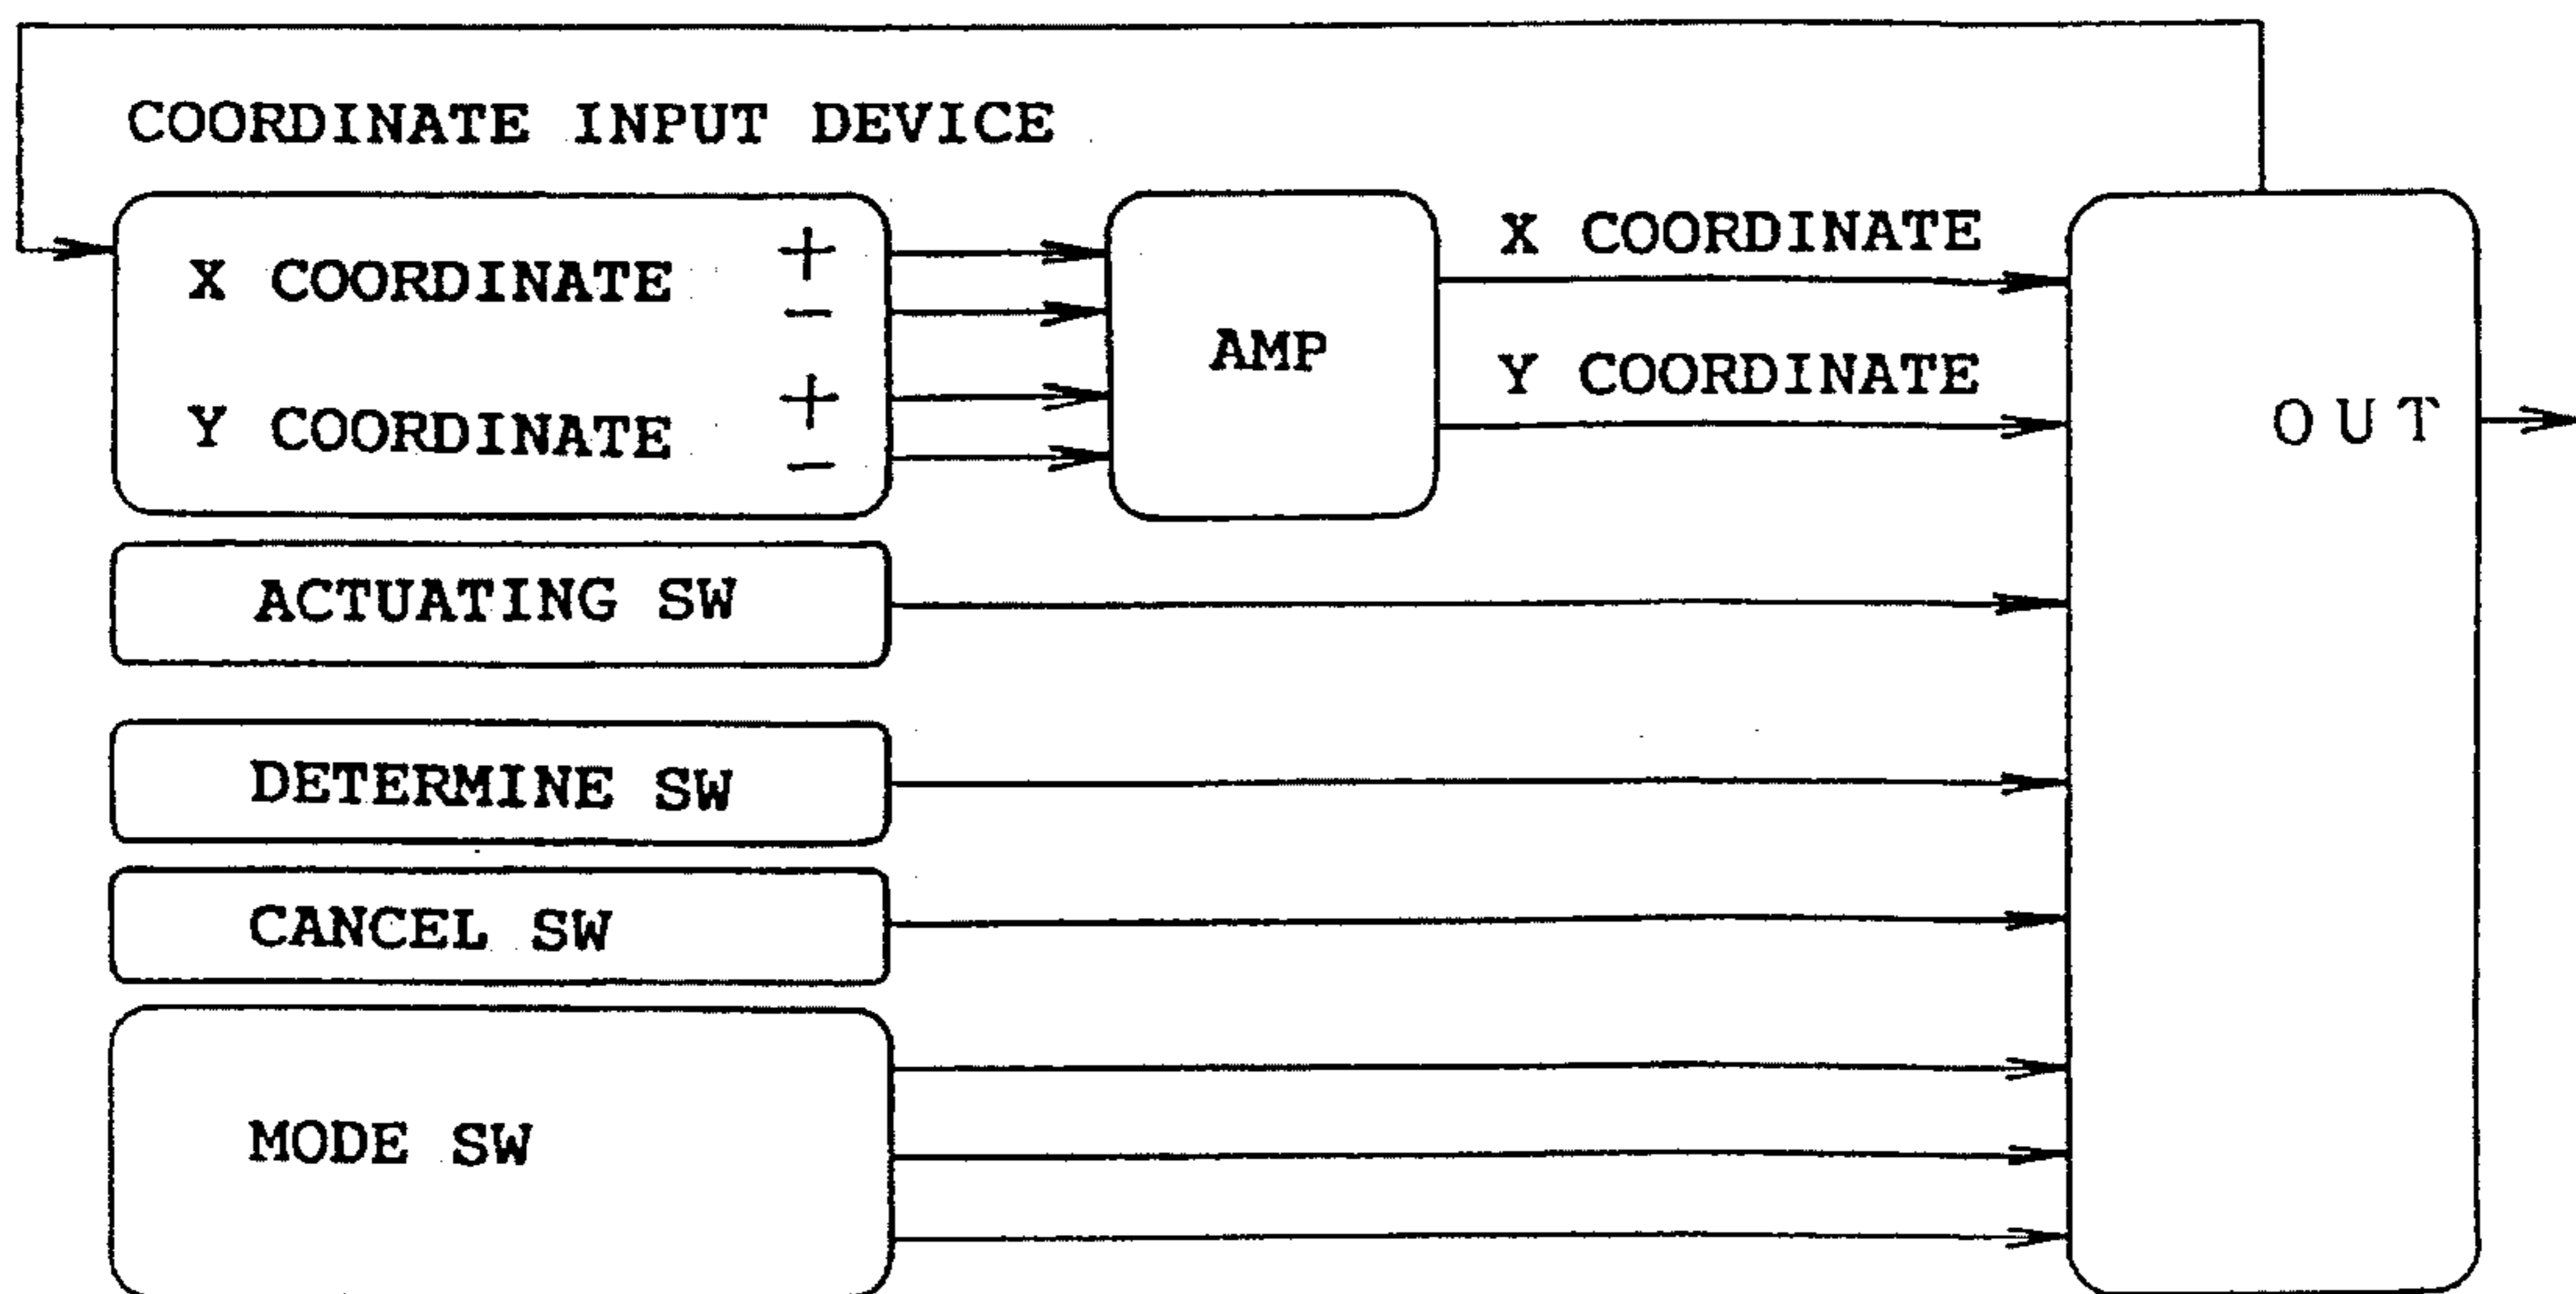 COORDINATE INPUT DEVICE
X COORDINATE + -
Y COORDINATE + -
AMP
X COORDINATE
Y COORDINATE
OUT
ACTUATING SW
DETERMINE SW
CANCEL SW
MODE SW